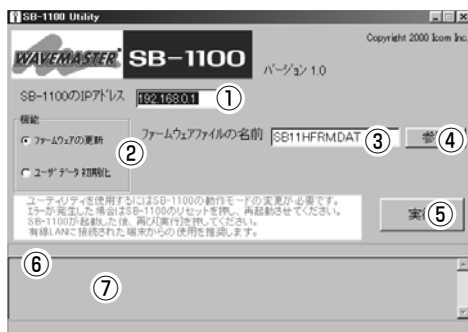 SB-1100 Utility
Copyright 2000 Icom Inc.
WAVEMASTER SB-1100
バージョン 1.0
SB-1100のIPアドレス 192.168.0.1 ①
機能
ファームウェアの更新
②
ユーザデータ初期化
ファームウェアファイルの名前 SB11HFRM.DAT ③ 参 ④
ユーティリティを使用するにはSB-1100の動作モードの変更が必要です。
エラーが発生した場合はSB-1100のリセットを押し、再起動させてください。
SB-1100が起動した後、再び[実行]を押してください。
有線LANに接続された端末からの使用を推奨します。
実 ⑤
⑥
⑦